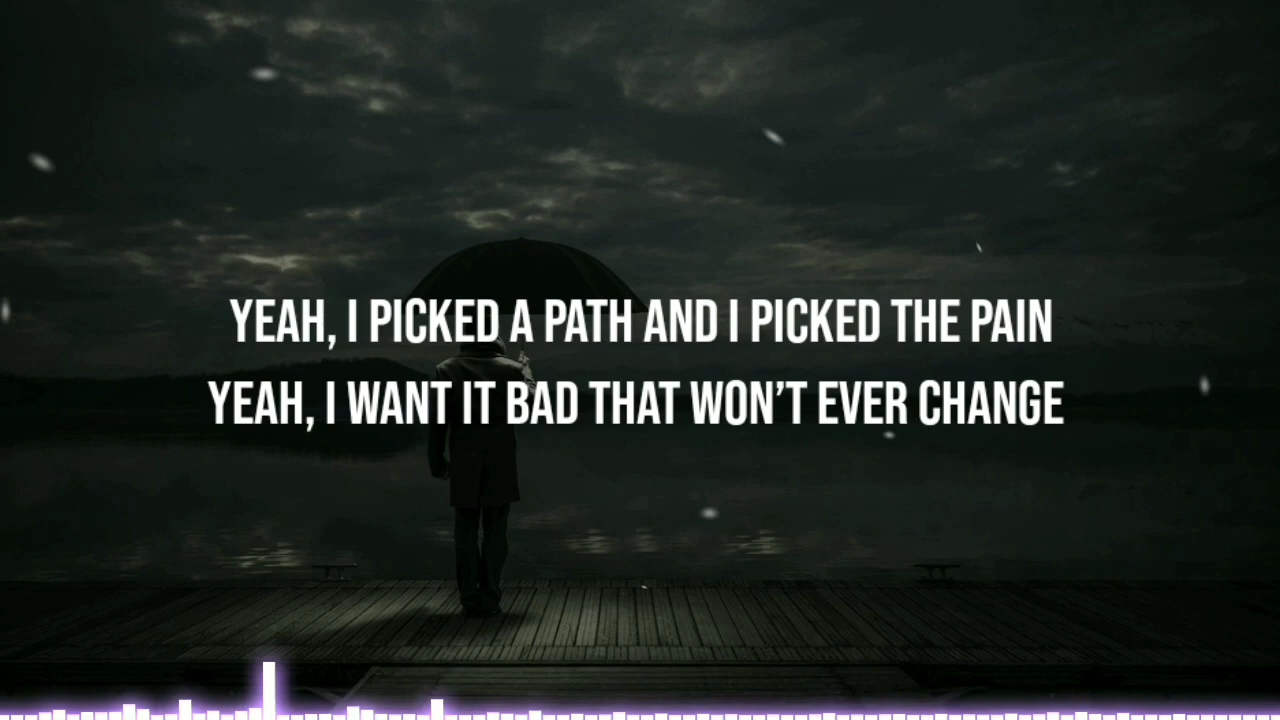 YEAH, I PICKED A PATH AND I PICKED THE PAIN
YEAH, I WANT IT BAD THAT WON'T EVER CHANGE